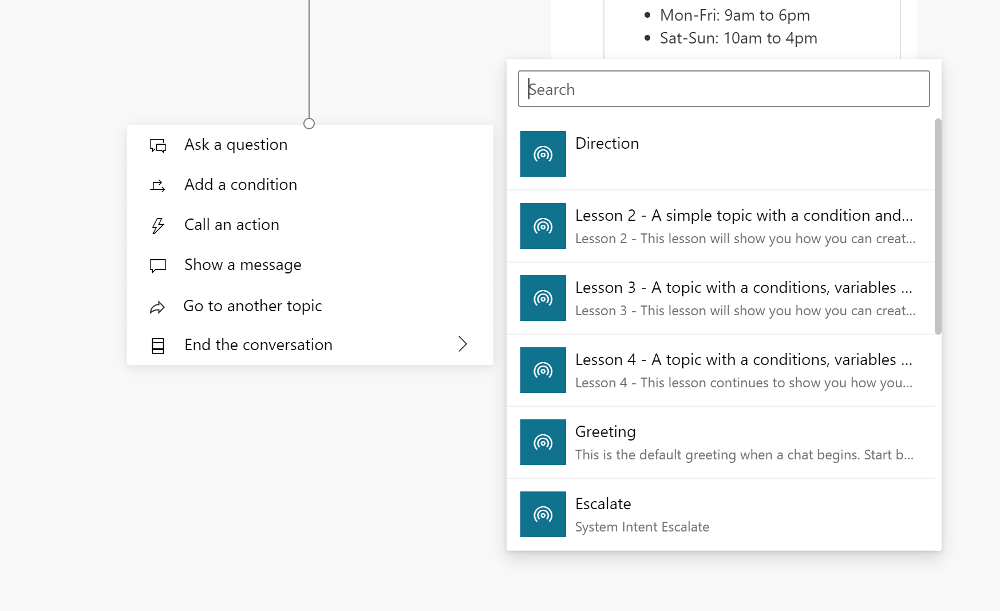 Mon-Fri: 9am to 6pm
Sat-Sun: 10am to 4pm
Ask a question
Add a condition
Call an action
Show a message
Go to another topic
End the conversation
Search
Direction
Lesson 2 - A simple topic with a condition and...
Lesson 2 - This lesson will show you how you can creat...
Lesson 3 - A topic with a conditions, variables ...
Lesson 3 - This lesson will show you how you can creat...
Lesson 4 - A topic with a conditions, variables ...
Lesson 4 - This lesson continues to show you how you...
Greeting
This is the default greeting when a chat begins. Start b...
Escalate
System Intent Escalate